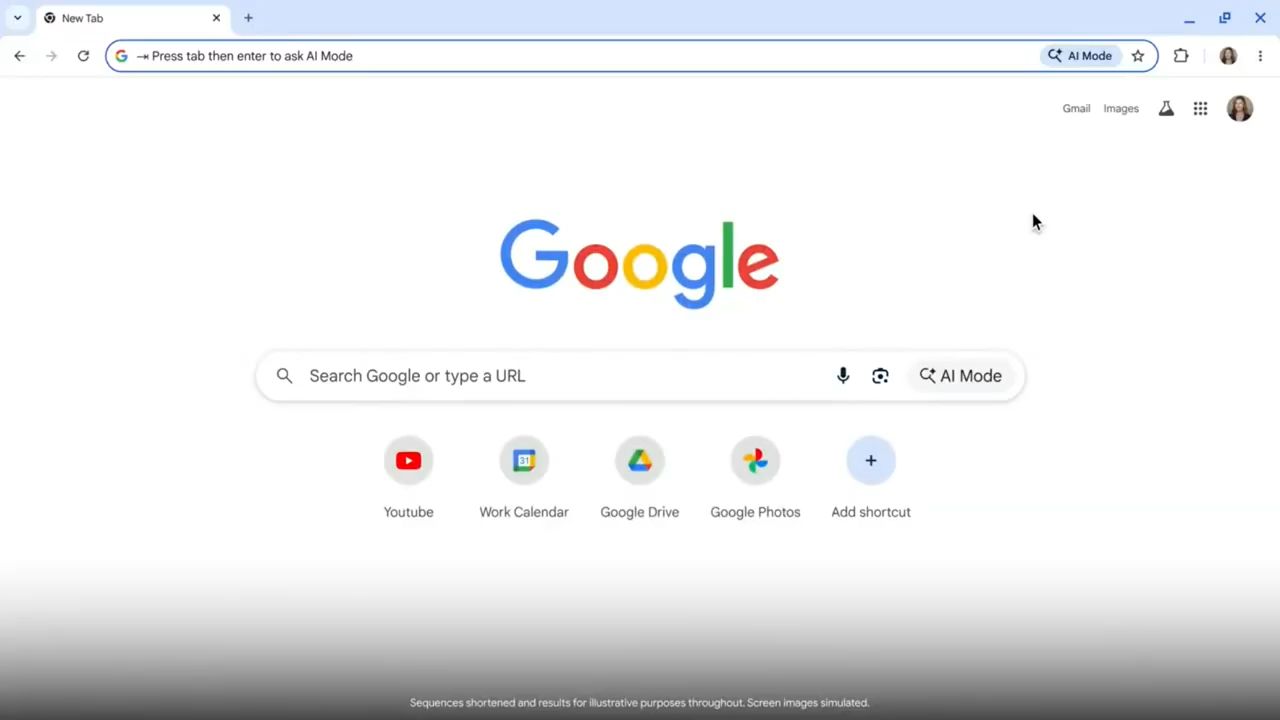 New Tab
⇥ Press tab then enter to ask AI Mode
AI Mode
Gmail
Images
Google
Search Google or type a URL
AI Mode
31
Youtube
Work Calendar
Google Drive
Google Photos
Add shortcut
Sequences shortened and results for illustrative purposes throughout. Screen images simulated.